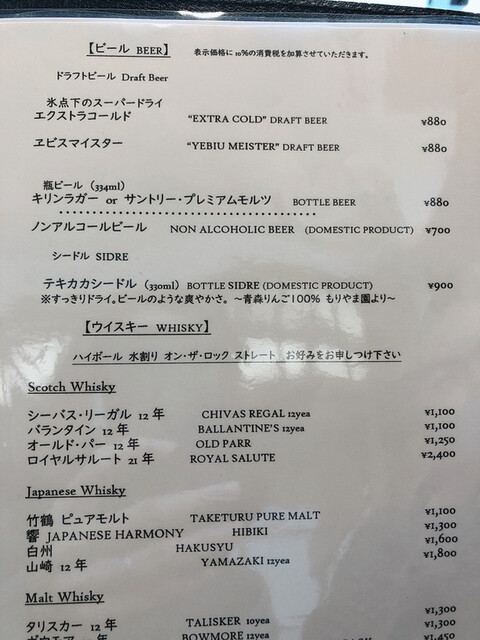 【ビール BEER】 表示価格に 10%の消費税を加算させていただきます。
ドラフトビール Draft Beer
氷点下のスーパードライ
エクストラコールド “EXTRA COLD” DRAFT BEER ¥880
ヱビスマイスター “YEBIU MEISTER” DRAFT BEER ¥880
瓶ビール (334ml)
キリンラガー or サントリー・プレミアムモルツ BOTTLE BEER ¥880
ノンアルコールビール NON ALCOHOLIC BEER (DOMESTIC PRODUCT) ¥700
シードル SIDRE
テキカカシードル (330ml) BOTTLE SIDRE (DOMESTIC PRODUCT) ¥900
※すっきりドライ。ビールのような爽やかさ。 〜青森りんご100% もりやま園より〜
【ウイスキー WHISKY】
ハイボール 水割り オン・ザ・ロック ストレート お好みをお申しつけ下さい
Scotch Whisky
シーバス・リーガル 12 年 CHIVAS REGAL 12yea ¥1,100
バランタイン 12 年 BALLANTINE’S 12yea ¥1,100
オールド・パー 12 年 OLD PARR ¥1,250
ロイヤルサルート 21 年 ROYAL SALUTE ¥2,400
Japanese Whisky
竹鶴 ピュアモルト TAKETURU PURE MALT ¥1,100
響 JAPANESE HARMONY HIBIKI ¥1,300
白州 HAKUSYU ¥1,600
山崎 12 年 YAMAZAKI 12yea ¥1,800
Malt Whisky
タリスカー 12 年 TALISKER 10yea ¥1,300
ボウモア 年 BOWMORE 12yea ¥1,300
¥1,450